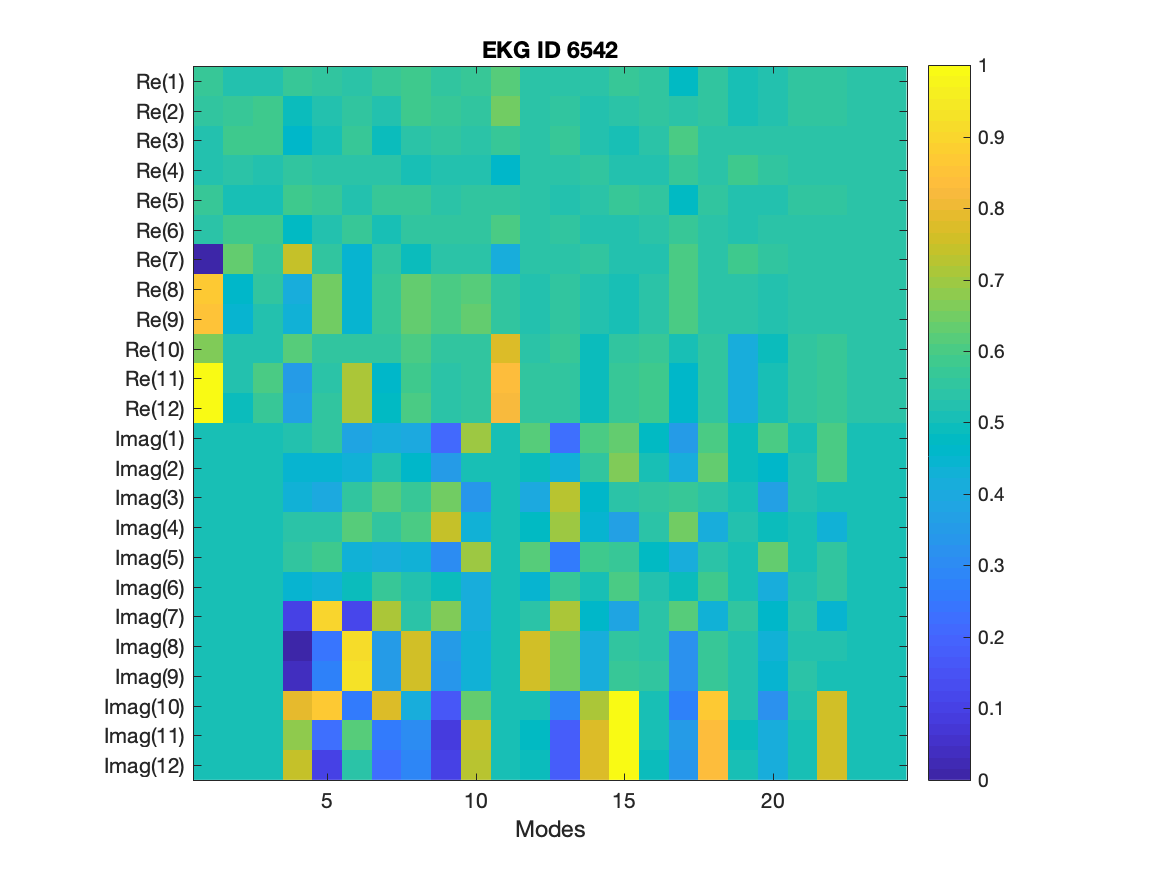 EKG ID 6542
Re(1)
Re(2)
Re(3)
Re(4)
Re(5)
Re(6)
Re(7)
Re(8)
Re(9)
Re(10)
Re(11)
Re(12)
Imag(1)
Imag(2)
Imag(3)
Imag(4)
Imag(5)
Imag(6)
Imag(7)
Imag(8)
Imag(9)
Imag(10)
Imag(11)
Imag(12)
5 10 15 20
Modes
1
0.9
0.8
0.7
0.6
0.5
0.4
0.3
0.2
0.1
0